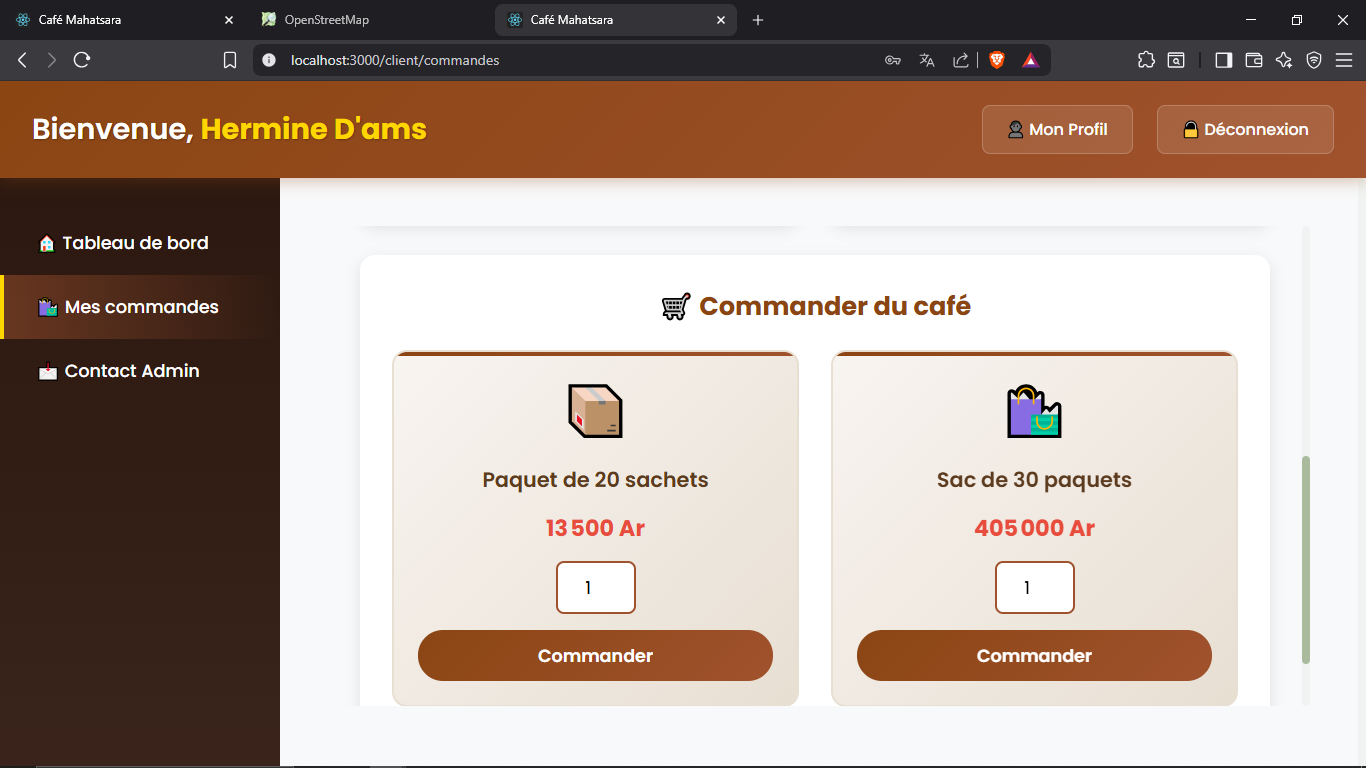 Café Mahatsara
OpenStreetMap
Café Mahatsara
localhost:3000/client/commandes
Bienvenue, Hermine D'ams
Mon Profil
Déconnexion
Tableau de bord
Mes commandes
Contact Admin
Commander du café
Paquet de 20 sachets
13 500 Ar
1
Commander
Sac de 30 paquets
405 000 Ar
1
Commander